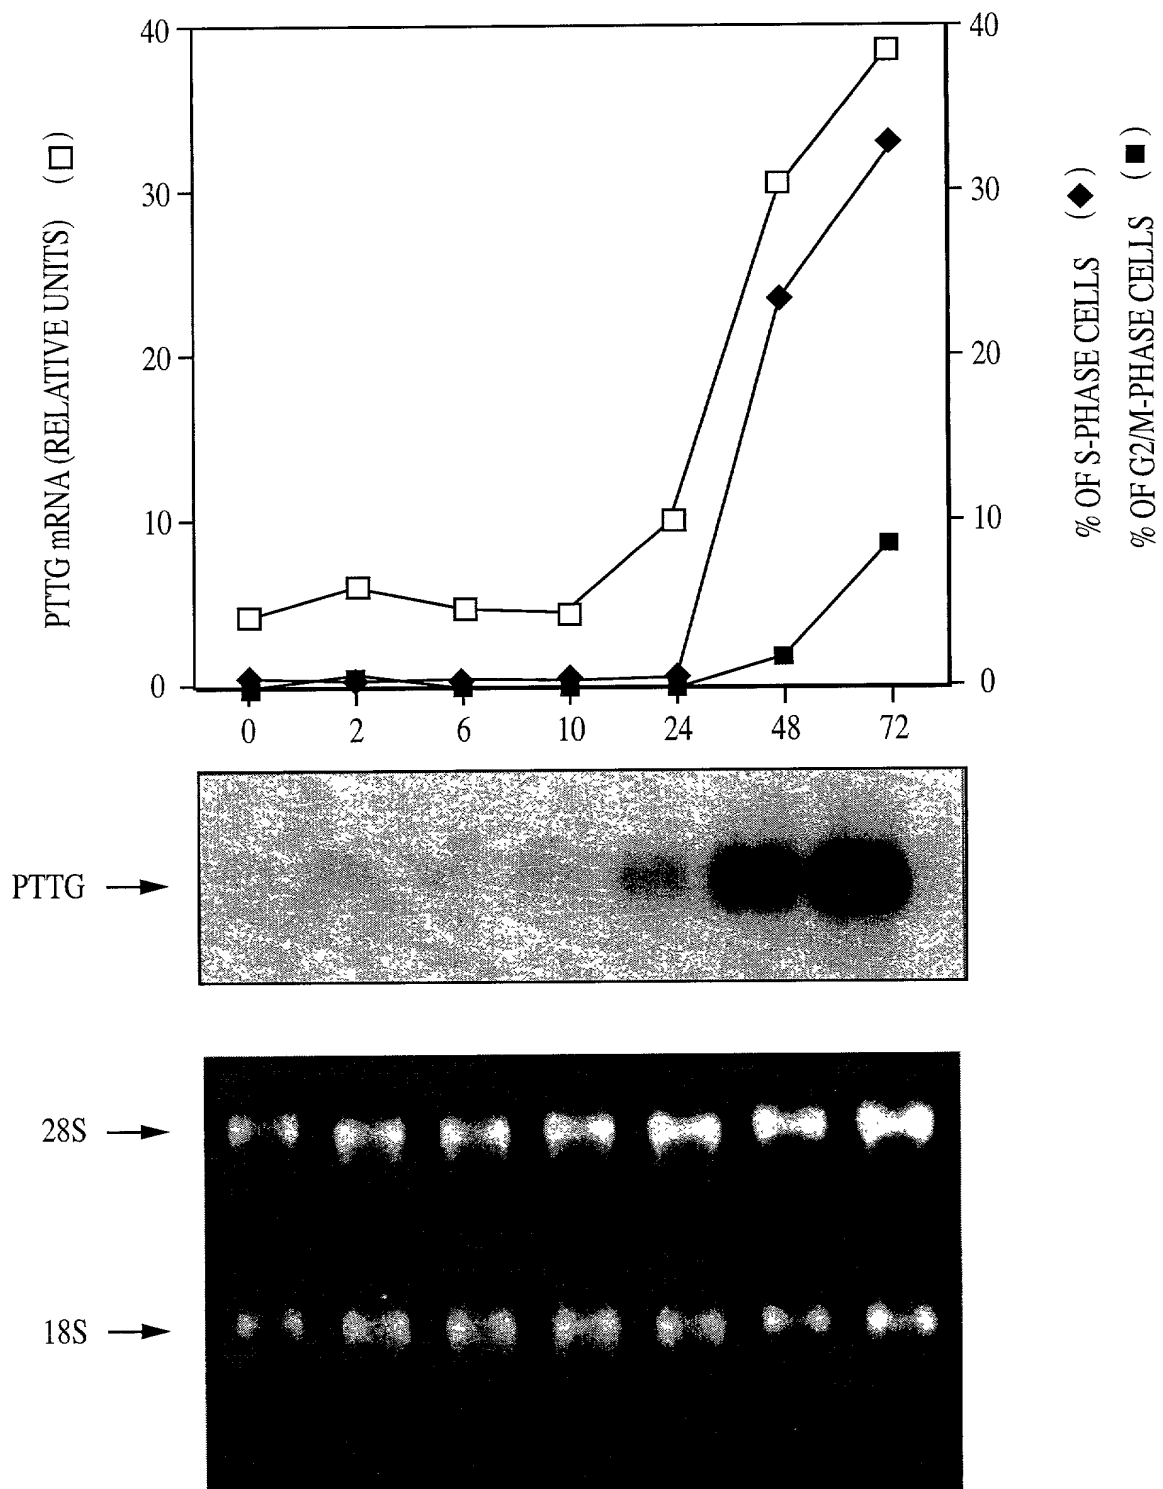 40
30
20
10
0
PTTG mRNA (RELATIVE UNITS) (□)
40
30
20
10
0
% OF S-PHASE CELLS (◆)
% OF G2/M-PHASE CELLS (■)
0 2 6 10 24 48 72
PTTG
28S
18S